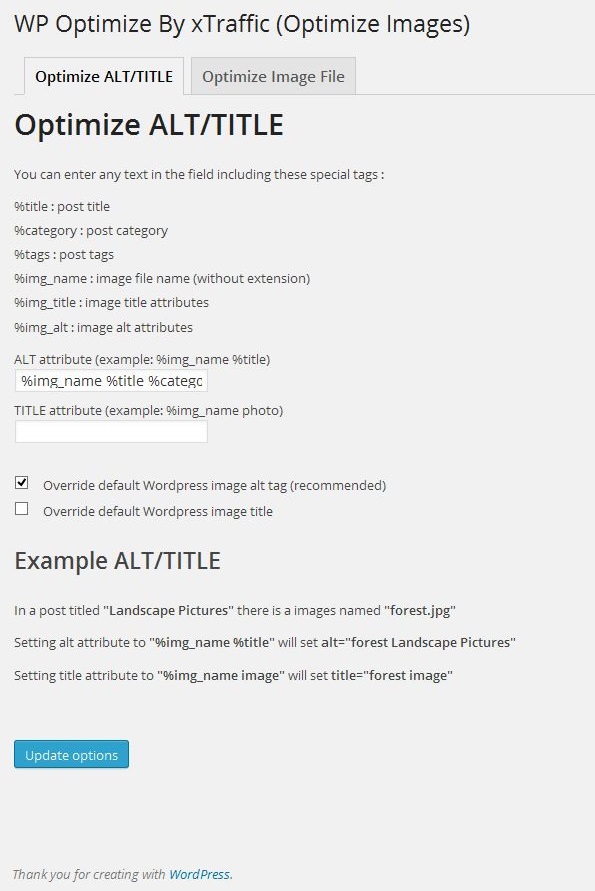 WP Optimize By xTraffic (Optimize Images)
Optimize ALT/TITLE
Optimize Image File
Optimize ALT/TITLE
You can enter any text in the field including these special tags :
%title : post title
%category : post category
%tags : post tags
%img_name : image file name (without extension)
%img_title : image title attributes
%img_alt : image alt attributes
ALT attribute (example: %img_name %title)
%img_name %title %catego
TITLE attribute (example: %img_name photo)
Override default Wordpress image alt tag (recommended)
Override default Wordpress image title
Example ALT/TITLE
In a post titled "Landscape Pictures" there is a images named "forest.jpg"
Setting alt attribute to "%img_name %title" will set alt="forest Landscape Pictures"
Setting title attribute to "%img_name image" will set title="forest image"
Update options
Thank you for creating with WordPress.